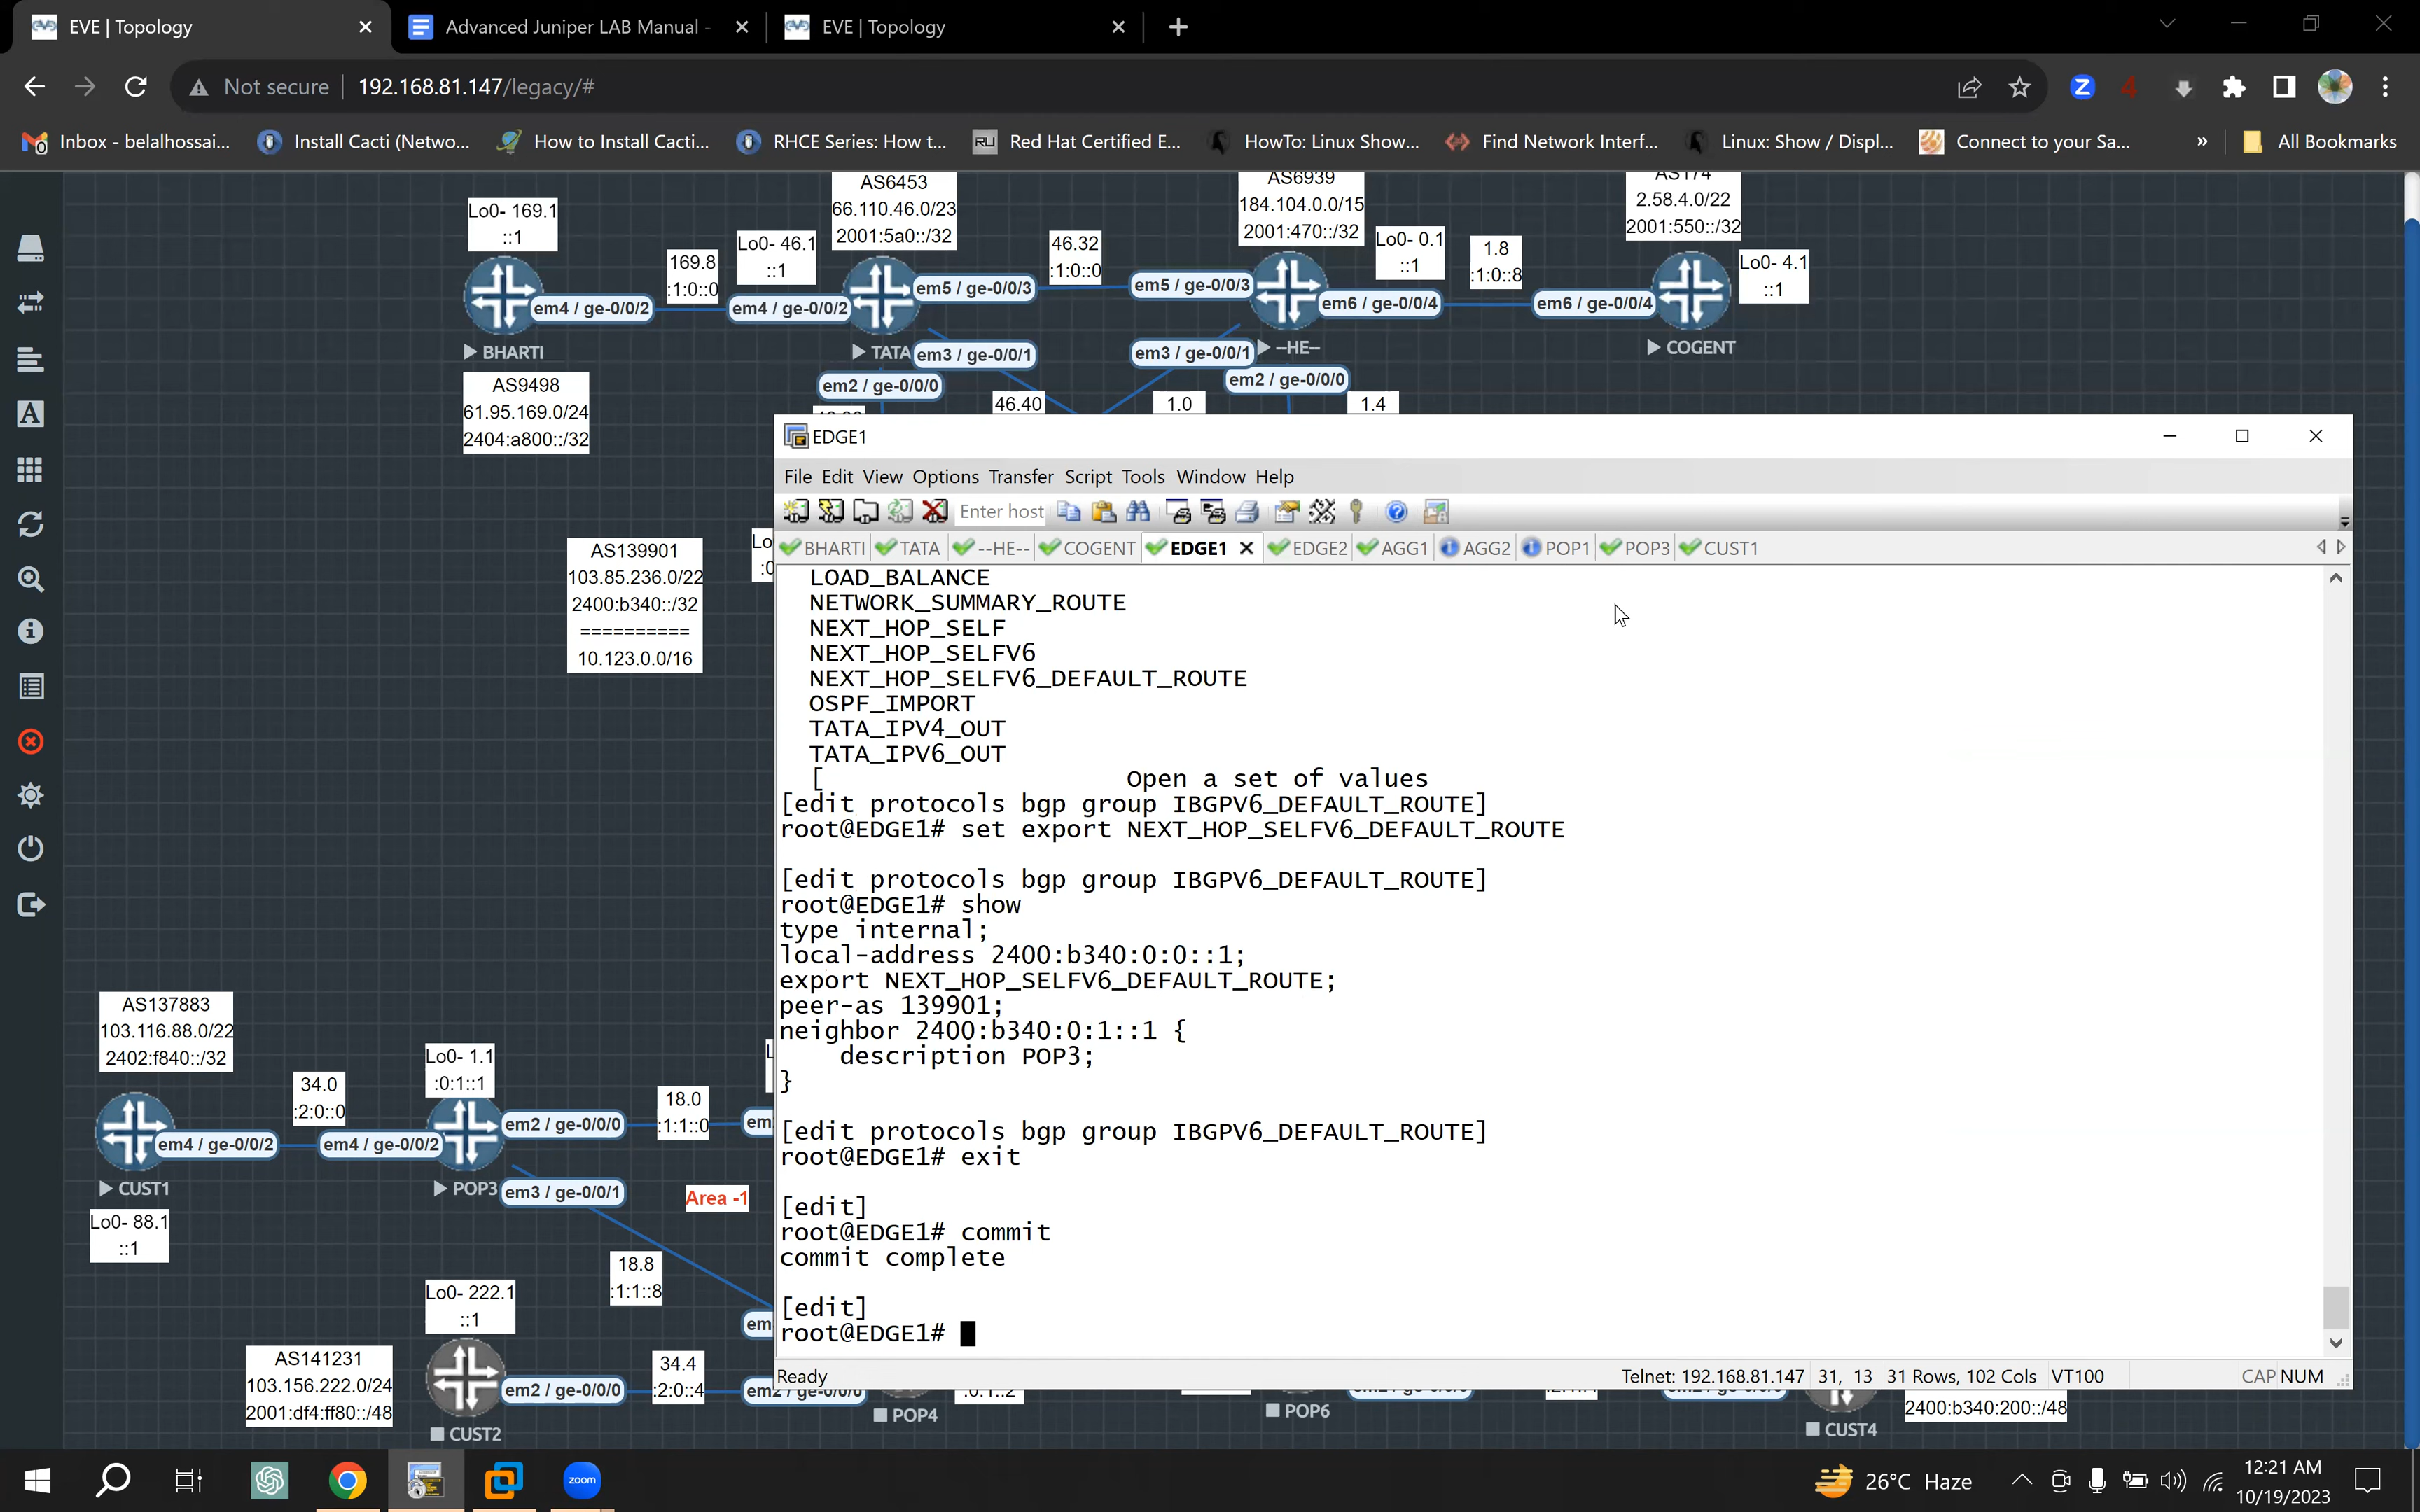 EVE | Topology
Advanced Juniper LAB Manual -
EVE | Topology
Not secure
192.168.81.147/legacy/#
Inbox - belalhossai...
Install Cacti (Netwo...
How to Install Cacti...
RHCE Series: How t...
RU
Red Hat Certified E...
HowTo: Linux Show...
Find Network Interf...
Linux: Show / Displ...
Connect to your Sa...
»
All Bookmarks
Lo0- 169.1
::1
169.8
:1:0::0
Lo0- 46.1
::1
AS6453
66.110.46.0/23
2001:5a0::/32
46.32
:1:0::0
AS6939
184.104.0.0/15
2001:470::/32
Lo0- 0.1
::1
1.8
:1:0::8
AS174
2.58.4.0/22
2001:550::/32
Lo0- 4.1
::1
em4 / ge-0/0/2
em4 / ge-0/0/2
em5 / ge-0/0/3
em5 / ge-0/0/3
em6 / ge-0/0/4
em6 / ge-0/0/4
BHARTI
TATA
em3 / ge-0/0/1
em3 / ge-0/0/1
–HE–
COGENT
em2 / ge-0/0/0
em2 / ge-0/0/0
46.40
1.0
1.4
AS9498
61.95.169.0/24
2404:a800::/32
AS139901
103.85.236.0/22
2400:b340::/32
==========
10.123.0.0/16
Lo
EDGE1
File Edit View Options Transfer Script Tools Window Help
Enter host
BHARTI TATA --HE-- COGENT EDGE1 EDGE2 AGG1 AGG2 POP1 POP3 CUST1
LOAD_BALANCE
NETWORK_SUMMARY_ROUTE
NEXT_HOP_SELF
NEXT_HOP_SELFV6
NEXT_HOP_SELFV6_DEFAULT_ROUTE
OSPF_IMPORT
TATA_IPV4_OUT
TATA_IPV6_OUT
[ Open a set of values
[edit protocols bgp group IBGPV6_DEFAULT_ROUTE]
root@EDGE1# set export NEXT_HOP_SELFV6_DEFAULT_ROUTE
[edit protocols bgp group IBGPV6_DEFAULT_ROUTE]
root@EDGE1# show
type internal;
local-address 2400:b340:0:0::1;
export NEXT_HOP_SELFV6_DEFAULT_ROUTE;
peer-as 139901;
neighbor 2400:b340:0:1::1 {
description POP3;
}
[edit protocols bgp group IBGPV6_DEFAULT_ROUTE]
root@EDGE1# exit
[edit]
root@EDGE1# commit
commit complete
[edit]
root@EDGE1#
Ready
Telnet: 192.168.81.147 31, 13 31 Rows, 102 Cols VT100 CAP NUM
AS137883
103.116.88.0/22
2402:f840::/32
34.0
:2:0::0
Lo0- 1.1
:0:1::1
18.0
:1:1::0
em4 / ge-0/0/2
em4 / ge-0/0/2
em2 / ge-0/0/0
CUST1
POP3
em3 / ge-0/0/1
Area -1
Lo0- 88.1
::1
18.8
:1:1::8
Lo0- 222.1
::1
AS141231
103.156.222.0/24
2001:df4:ff80::/48
34.4
:2:0::4
em2 / ge-0/0/0
em2 / ge-0/0/0
:0:1::2
CUST2
POP4
POP6
CUST4
2400:b340:200::/48
zoom
26°C Haze
12:21 AM
10/19/2023